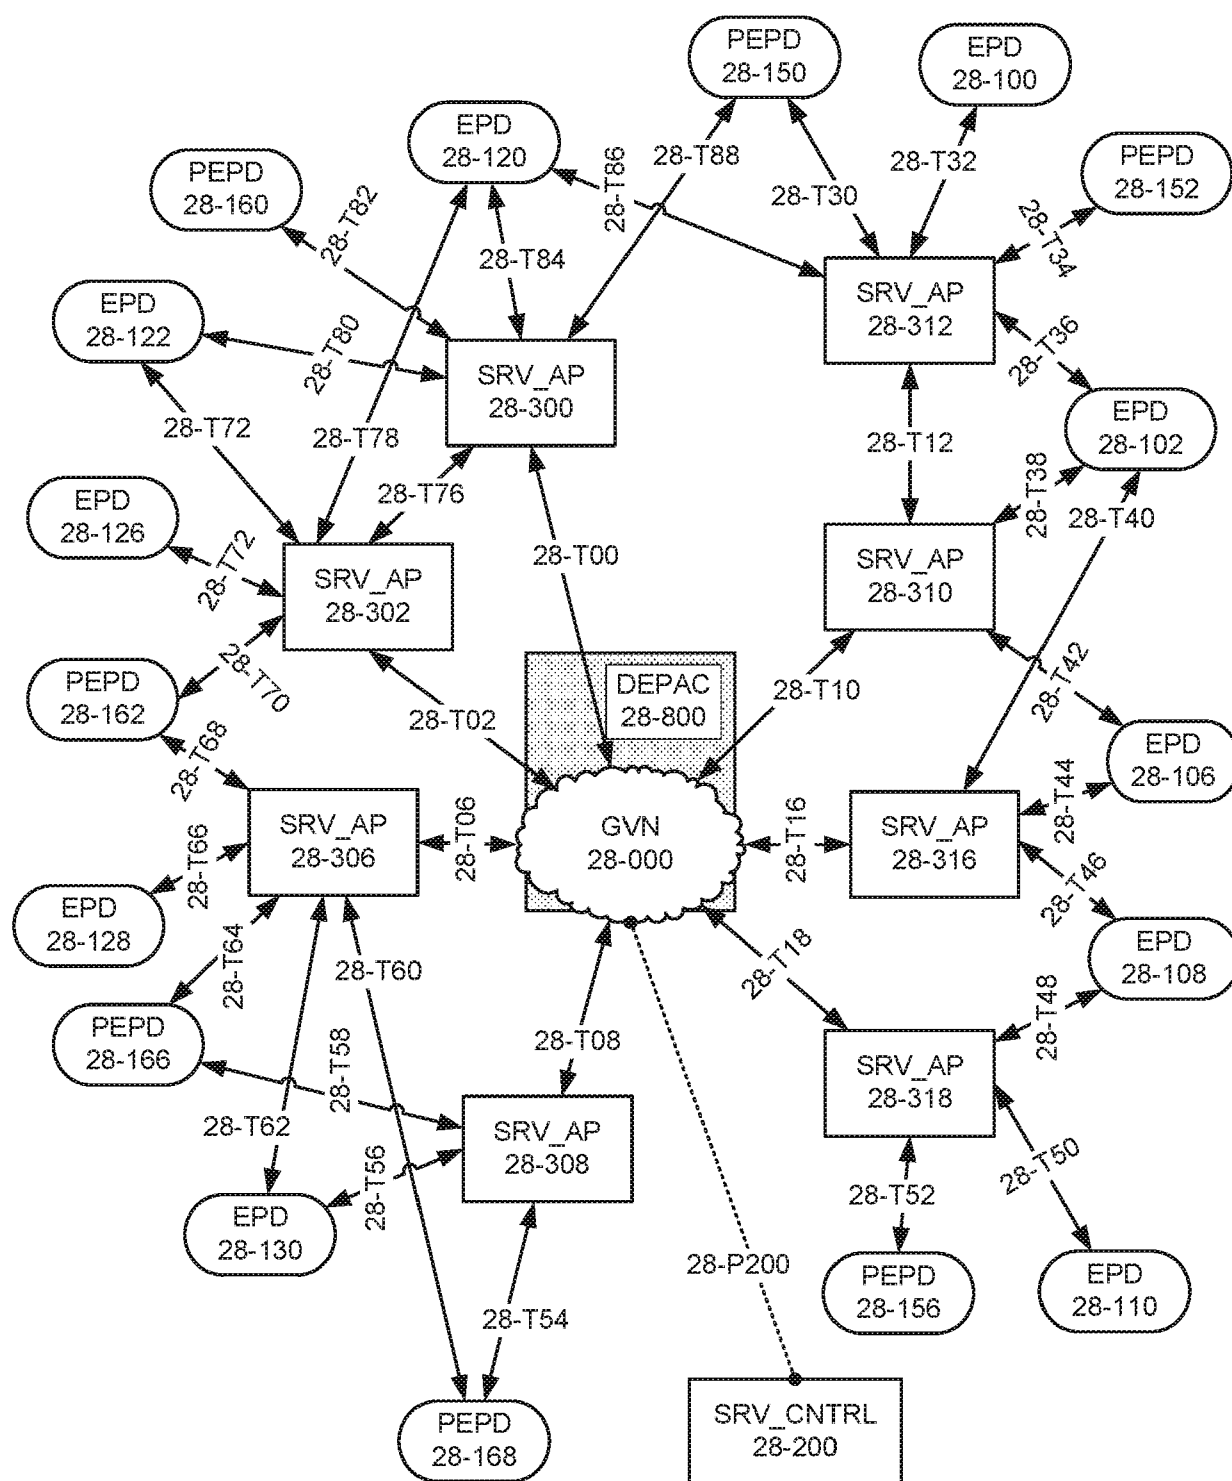 PEPD
28-150
EPD
28-100
EPD
28-120
PEPD
28-160
PEPD
28-152
28-T86
28-T88
28-T32
28-T30
28-T82
28-T84
28-T34
EPD
28-122
28-T80
SRV_AP
28-312
28-T36
SRV_AP
28-300
28-T72
28-T78
28-T12
EPD
28-102
28-T76
28-T38
28-T40
EPD
28-126
28-T72
28-T00
SRV_AP
28-302
SRV_AP
28-310
28-T70
PEPD
28-162
DEPAC
28-800
28-T10
28-T42
28-T02
28-T68
EPD
28-106
28-T44
SRV_AP
28-306
28-T06
GVN
28-000
28-T16
SRV_AP
28-316
28-T66
28-T46
EPD
28-128
28-T64
28-T60
28-T18
EPD
28-108
PEPD
28-166
28-T58
28-T08
28-T48
SRV_AP
28-318
28-T62
SRV_AP
28-308
28-T56
28-T50
28-T52
EPD
28-130
28-P200
PEPD
28-156
EPD
28-110
28-T54
PEPD
28-168
SRV_CNTRL
28-200